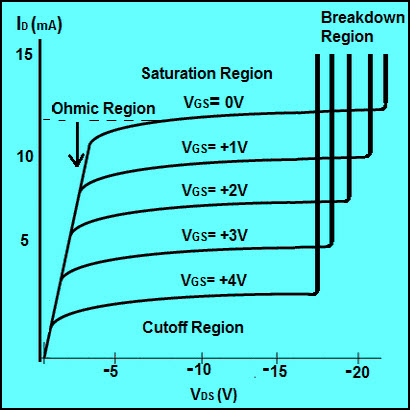 ID (mA)
Breakdown
Region
15
Saturation Region
Ohmic Region
VGS= 0V
10
VGS= +1V
VGS= +2V
5
VGS= +3V
VGS= +4V
Cutoff Region
-5
-10
-15
-20
VDS (V)